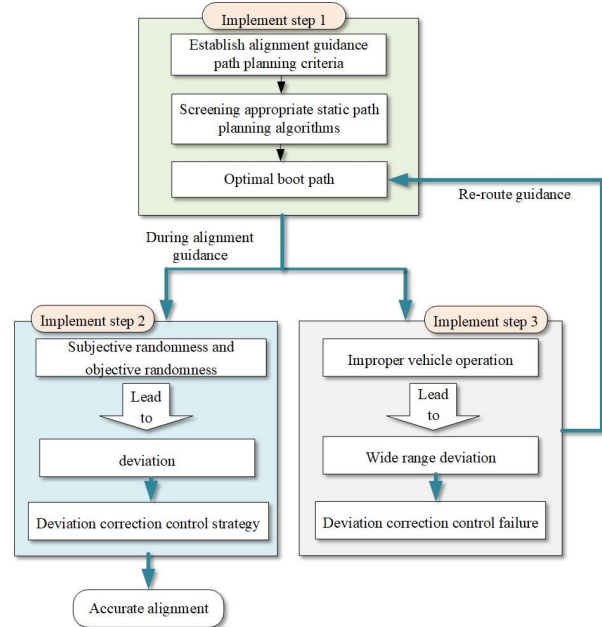 Implement step 1
Establish alignment guidance
path planning criteria
Screening appropriate static path
planning algorithms
Optimal boot path
Re-route guidance
During alignment
guidance
Implement step 2
Subjective randomness and
objective randomness
Lead
to
deviation
Deviation correction control strategy
Accurate alignment
Implement step 3
Improper vehicle operation
Lead
to
Wide range deviation
Deviation correction control failure